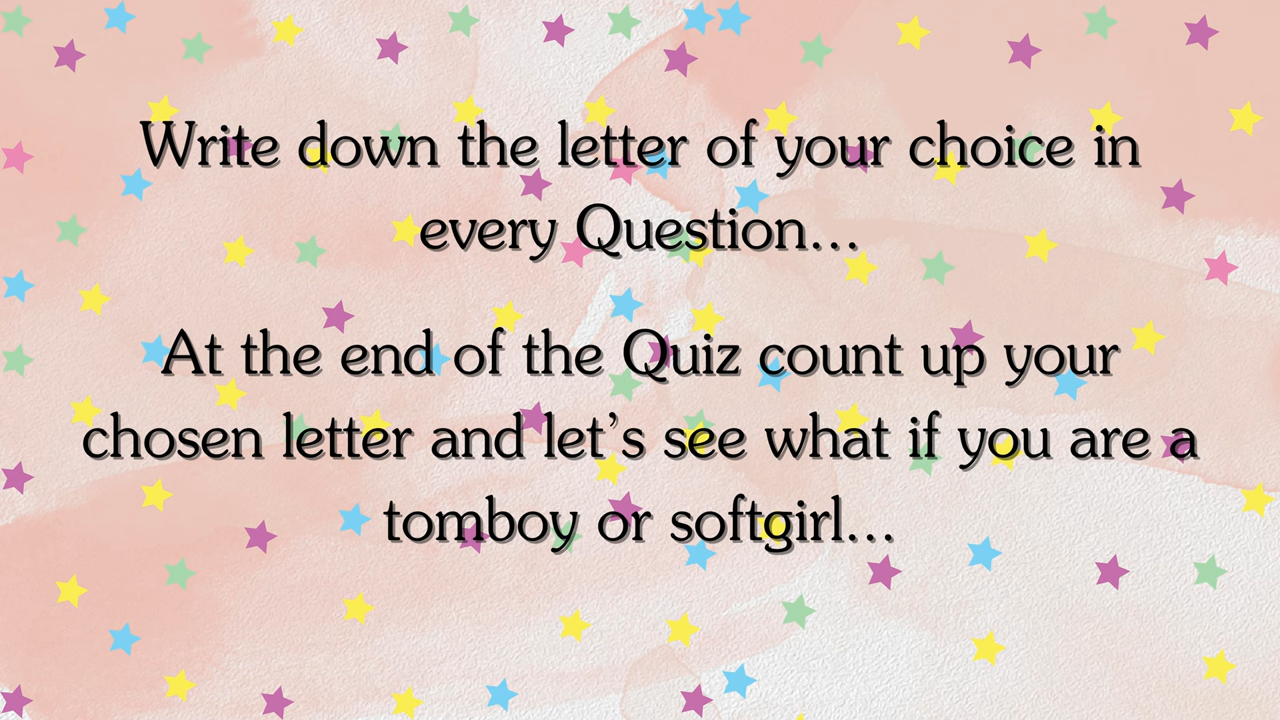 Write down the letter of your choice in
every Question...
At the end of the Quiz count up your
chosen letter and let's see what if you are a
tomboy or softgirl...